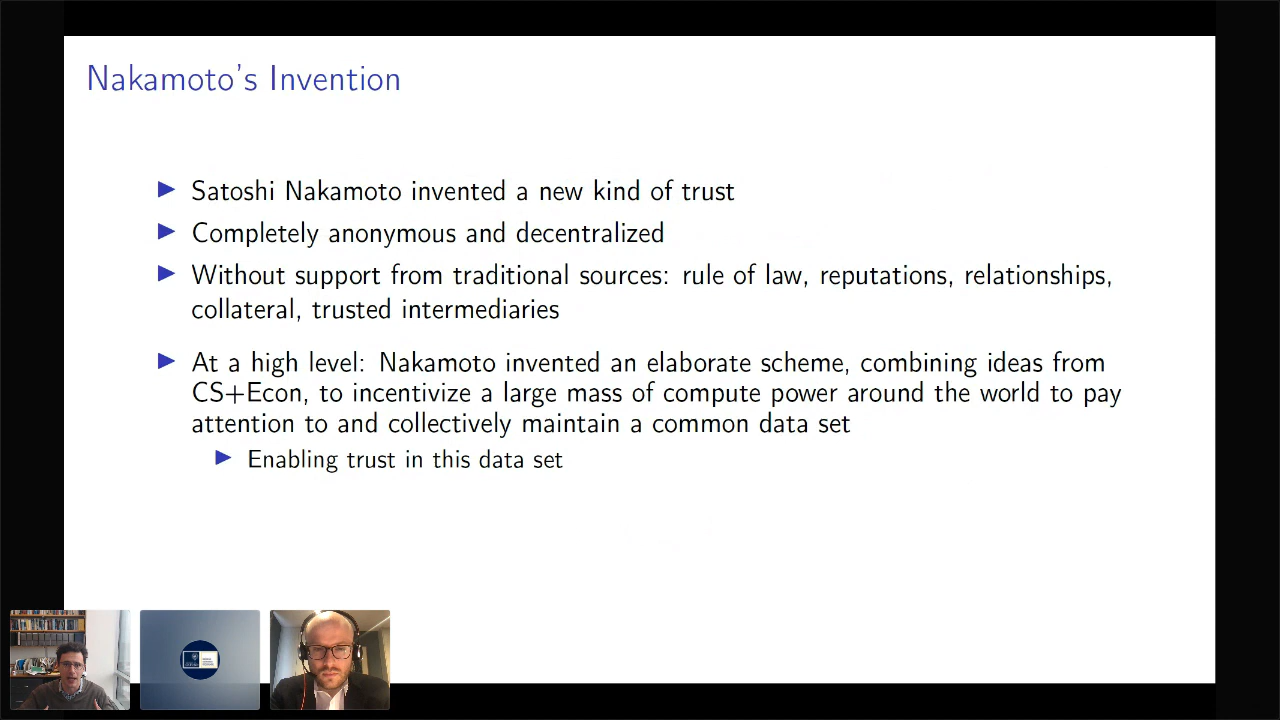 Nakamoto's Invention
Satoshi Nakamoto invented a new kind of trust
Completely anonymous and decentralized
Without support from traditional sources: rule of law, reputations, relationships,
collateral, trusted intermediaries
At a high level: Nakamoto invented an elaborate scheme, combining ideas from
CS+Econ, to incentivize a large mass of compute power around the world to pay
attention to and collectively maintain a common data set
Enabling trust in this data set